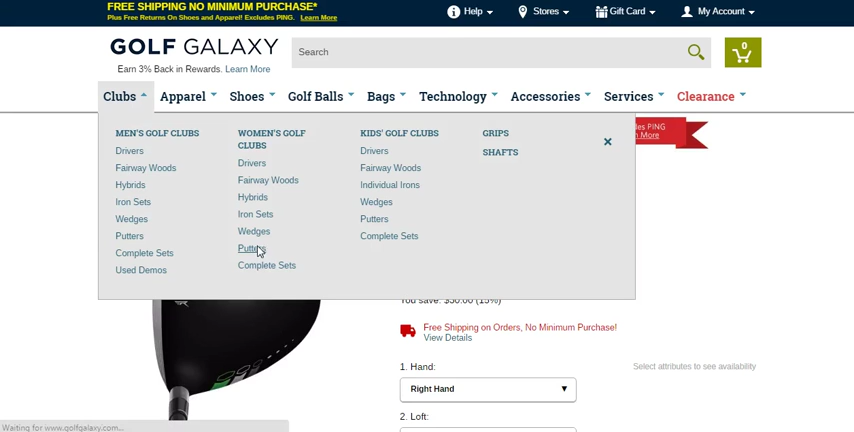 FREE SHIPPING NO MINIMUM PURCHASE*
Plus Free Returns On Shoes and Apparel! Excludes PING. Learn More
Help
Stores
Gift Card
My Account
GOLF GALAXY
Earn 3% Back in Rewards. Learn More
Search
0
Clubs
Apparel
Shoes
Golf Balls
Bags
Technology
Accessories
Services
Clearance
MEN'S GOLF CLUBS
Drivers
Fairway Woods
Hybrids
Iron Sets
Wedges
Putters
Complete Sets
Used Demos
WOMEN'S GOLF
CLUBS
Drivers
Fairway Woods
Hybrids
Iron Sets
Wedges
Putters
Complete Sets
KIDS' GOLF CLUBS
Drivers
Fairway Woods
Individual Irons
Wedges
Putters
Complete Sets
GRIPS
SHAFTS
PING
More
You save: $50.00 (15%)
Free Shipping on Orders, No Minimum Purchase!
View Details
1. Hand:
Select attributes to see availability
Right Hand
2. Loft:
Waiting for www.golfgalaxy.com...